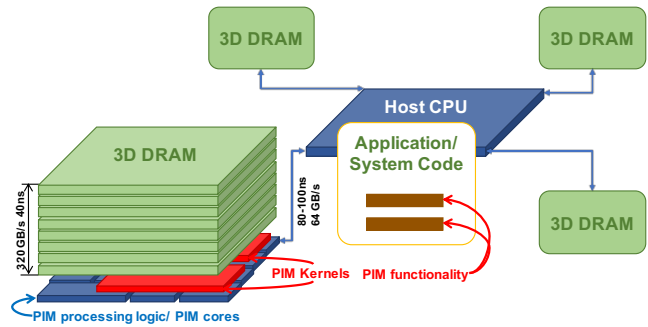 3D DRAM
3D DRAM
Host CPU
Application/
System Code
3D DRAM
320 GB/s 40ns
80-100ns
64 GB/s
3D DRAM
PIM Kernels
PIM functionality
PIM processing logic/ PIM cores